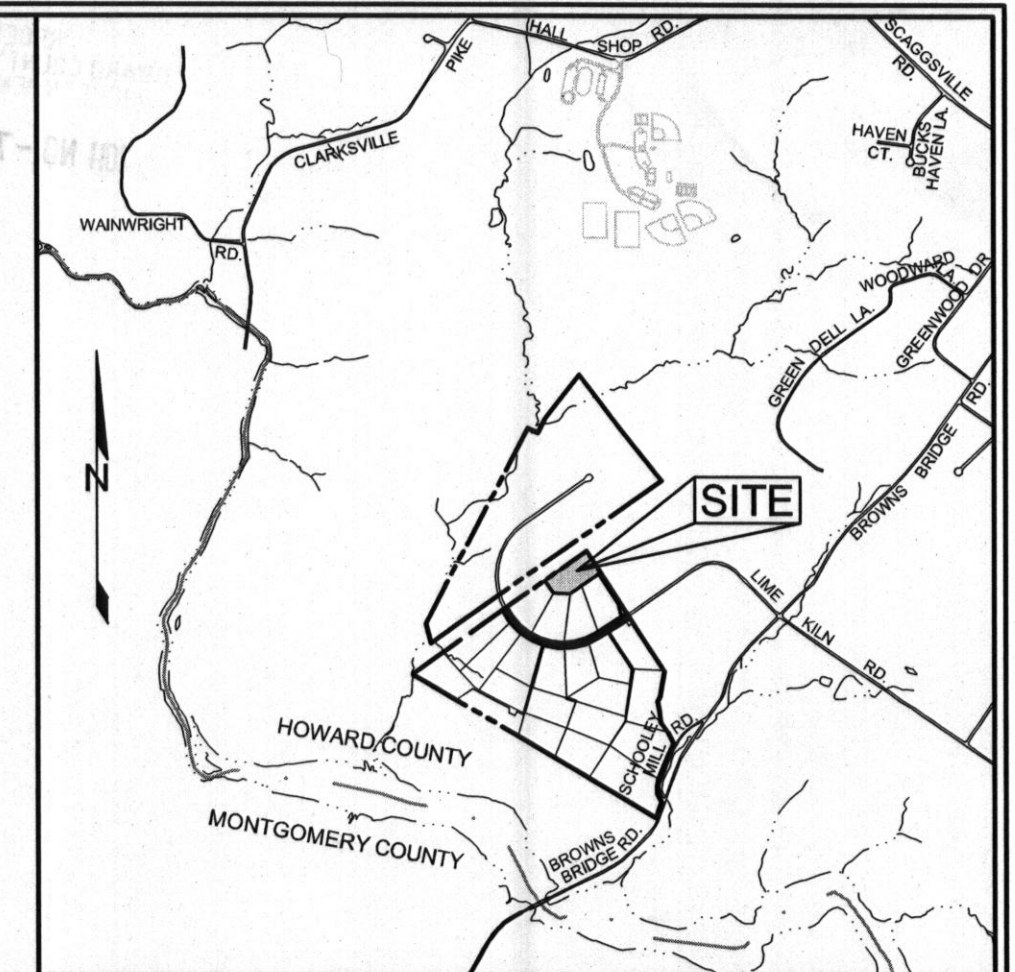 HALL SHOP RD.
PIKE
CLARKSVILLE
SCAGGSVILLE
RD.
HAVEN
CT.
BUCKS
HAVEN LA.
WAINWRIGHT
RD.
WOODWARD
LA.
GREENWOOD DR
GREEN DELL LA.
RD.
BROWNS BRIDGE
N
SITE
LIME KILN RD.
SCHOOLEY
MILL RD.
HOWARD COUNTY
MONTGOMERY COUNTY
BROWNS
BRIDGE RD.